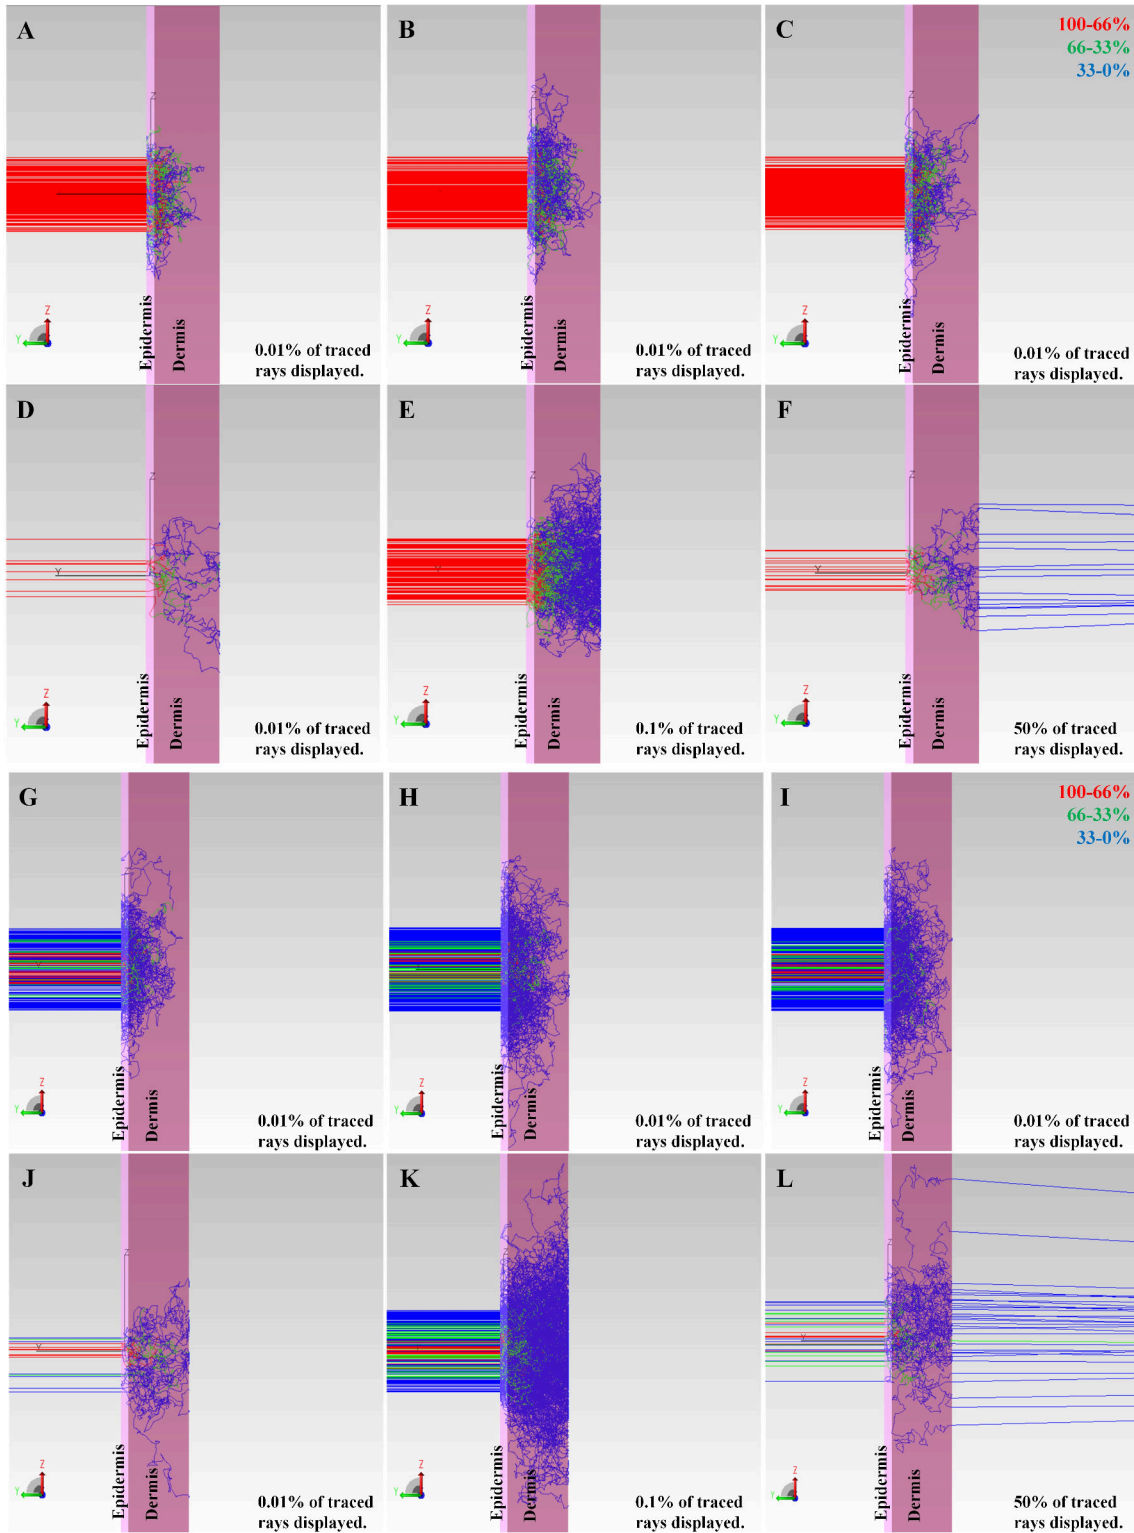 A
Z
Epidermis
Dermis
Z
Y
0.01% of traced
rays displayed.
B
Z
Epidermis
Dermis
Z
Y
0.01% of traced
rays displayed.
C
100-66%
66-33%
33-0%
Z
Epidermis
Dermis
Z
Y
0.01% of traced
rays displayed.
D
Z
Y
Epidermis
Dermis
Z
Y
0.01% of traced
rays displayed.
E
Z
Y
Epidermis
Dermis
Z
Y
0.1% of traced
rays displayed.
F
Z
Y
Epidermis
Dermis
Z
Y
50% of traced
rays displayed.
G
Y
Epidermis
Dermis
Z
Y
0.01% of traced
rays displayed.
H
Epidermis
Dermis
Z
Y
0.01% of traced
rays displayed.
I
100-66%
66-33%
33-0%
Epidermis
Dermis
Z
Y
0.01% of traced
rays displayed.
J
Z
Y
Epidermis
Dermis
Z
Y
0.01% of traced
rays displayed.
K
Epidermis
Dermis
Z
Y
0.1% of traced
rays displayed.
L
Z
Y
Epidermis
Dermis
Z
Y
50% of traced
rays displayed.